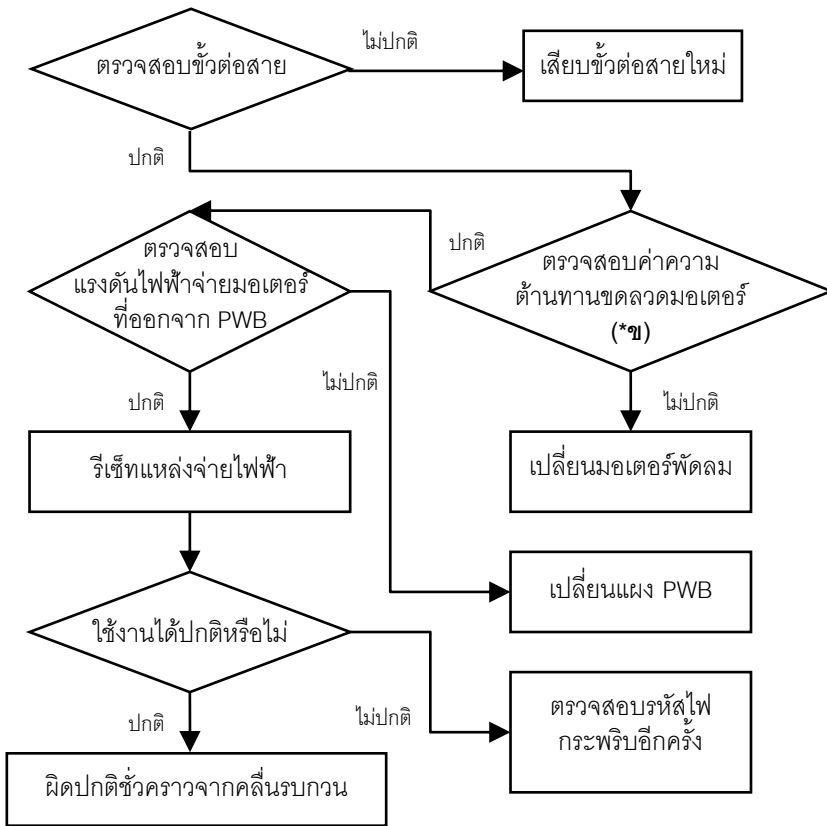 ตรวจสอบขั้วต่อสาย
ไม่ปกติ
เสียบขั้วต่อสายใหม่
ปกติ
ตรวจสอบค่าความ
ต้านทานขดลวดมอเตอร์
(*ข)
ปกติ
ไม่ปกติ
เปลี่ยนมอเตอร์พัดลม
ตรวจสอบ
แรงดันไฟฟ้าจ่ายมอเตอร์
ที่ออกจาก PWB
ไม่ปกติ
เปลี่ยนแผง PWB
ปกติ
รีเซ็ทแหล่งจ่ายไฟฟ้า
ใช้งานได้ปกติหรือไม่
ไม่ปกติ
ตรวจสอบรหัสไฟ
กระพริบอีกครั้ง
ปกติ
ผิดปกติชั่วคราวจากคลื่นรบกวน